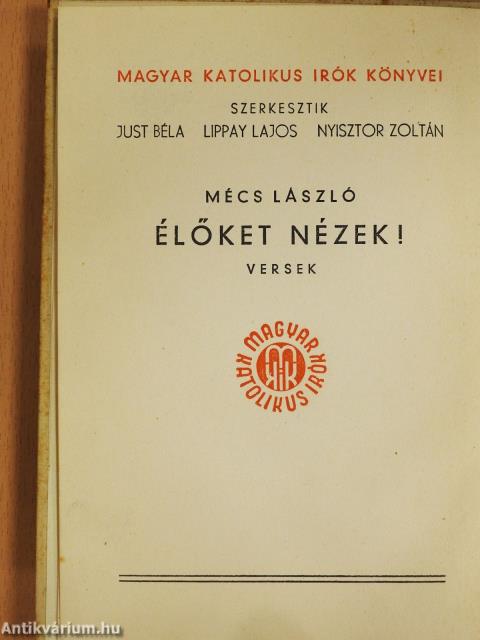 MAGYAR KATOLIKUS IRÓK KÖNYVEI
SZERKESZTIK
JUST BÉLA LIPPAY LAJOS NYISZTOR ZOLTÁN
MÉCS LÁSZLÓ
ÉLŐKET NÉZEK!
VERSEK
MAGYAR KATOLIKUS IRÓK
Antikvárium.hu